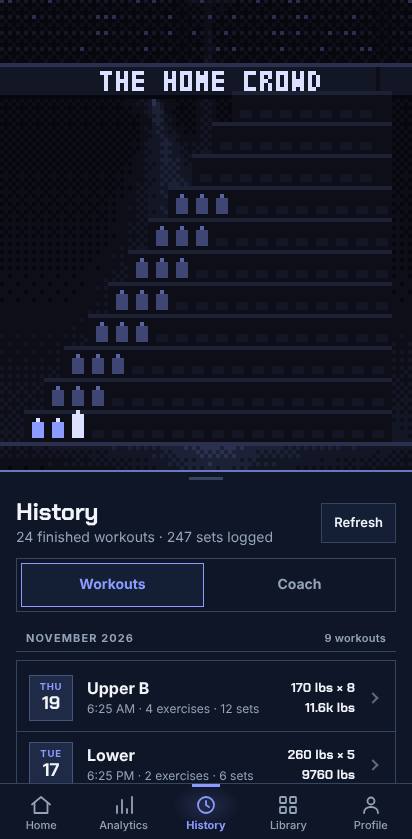 THE HOME CROWD
History
24 finished workouts · 247 sets logged
Refresh
Workouts
Coach
NOVEMBER 2026
9 workouts
THU
19
Upper B
6:25 AM · 4 exercises · 12 sets
170 lbs × 8
11.6k lbs
TUE
17
Lower
6:25 PM · 2 exercises · 6 sets
260 lbs × 5
9760 lbs
Home
Analytics
History
Library
Profile